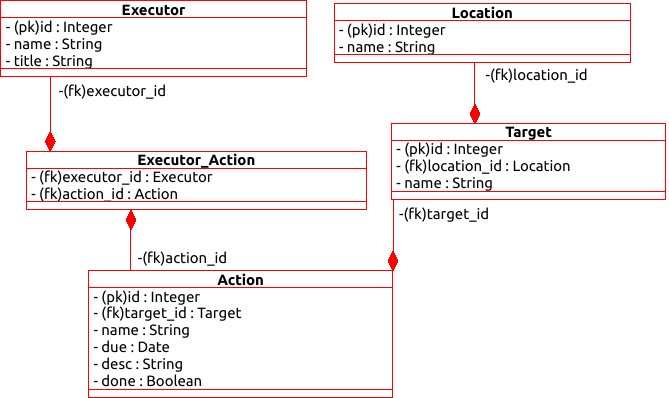 Executor
- (pk)id : Integer
- name : String
- title : String
Location
- (pk)id : Integer
- name : String
-(fk)executor_id
-(fk)location_id
Executor_Action
- (fk)executor_id : Executor
- (fk)action_id : Action
Target
- (pk)id : Integer
- (fk)location_id : Location
- name : String
-(fk)target_id
-(fk)action_id
Action
- (pk)id : Integer
- (fk)target_id : Target
- name : String
- due : Date
- desc : String
- done : Boolean